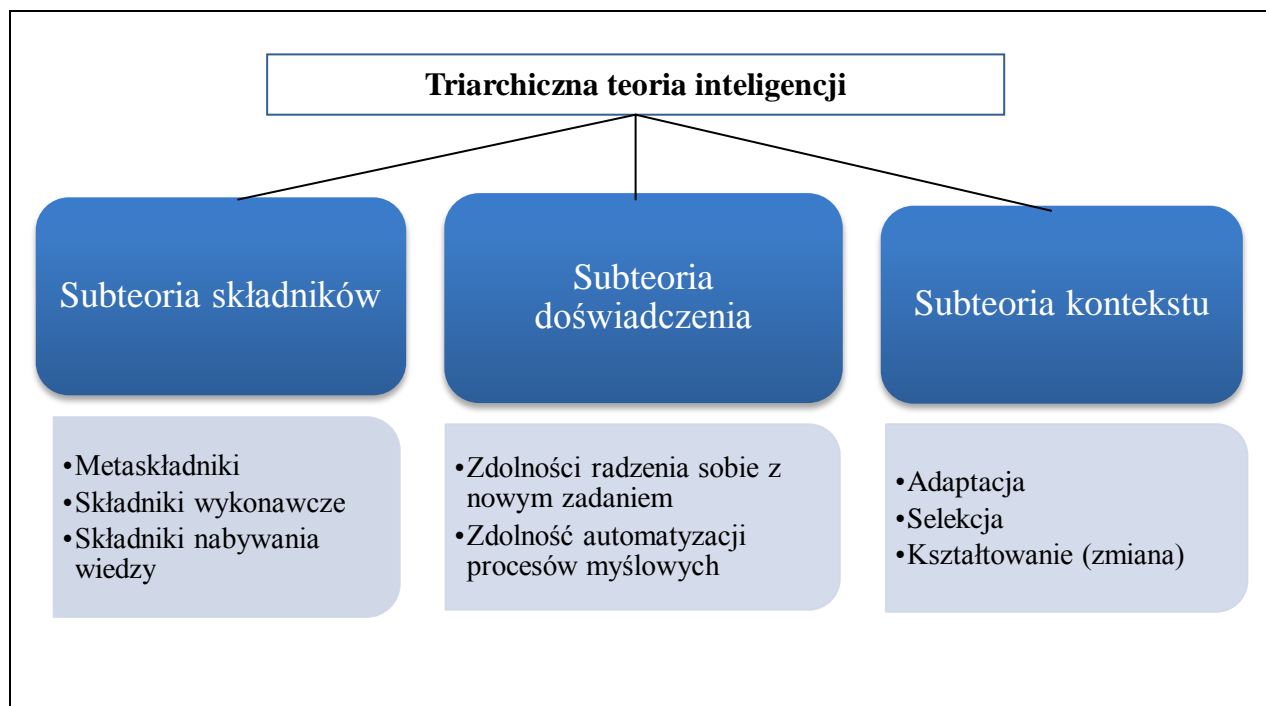 Triarchiczna teoria inteligencji
Subteoria składników
•Metaskładniki
•Składniki wykonawcze
•Składniki nabywania
wiedzy
Subteoria
doświadczenia
•Zdolności radzenia sobie z
nowym zadaniem
•Zdolność automatyzacji
procesów myślowych
Subteoria kontekstu
•Adaptacja
•Selekcja
•Kształtowanie (zmiana)